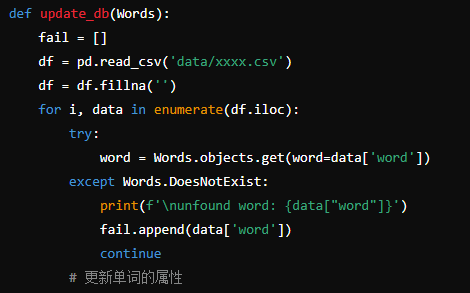 def update_db(Words):
    fail = []
    df = pd.read_csv('data/xxxx.csv')
    df = df.fillna('')
    for i, data in enumerate(df.iloc):
        try:
            word = Words.objects.get(word=data['word'])
        except Words.DoesNotExist:
            print(f'\nunfound word: {data["word"]}')
            fail.append(data['word'])
            continue
        # 更新单词的属性